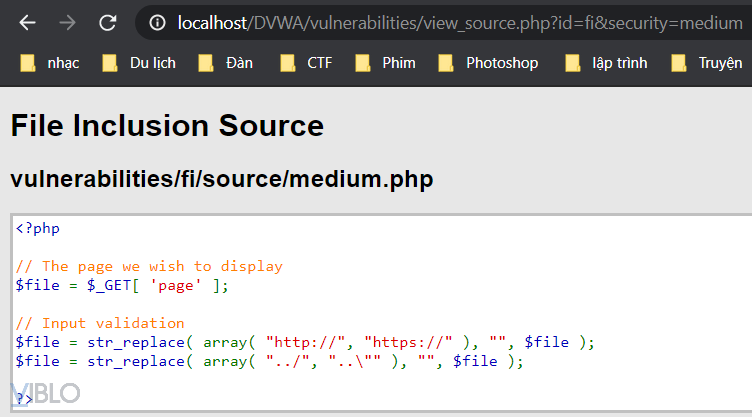 localhost/DVWA/vulnerabilities/view_source.php?id=fi&security=medium
nhạc Du lịch Đàn CTF Phim Photoshop lập trình Truyện
File Inclusion Source
vulnerabilities/fi/source/medium.php
<?php
// The page we wish to display
$file = $_GET[ 'page' ];
// Input validation
$file = str_replace( array( "http://", "https://" ), "", $file );
$file = str_replace( array( "../", "..\"" ), "", $file );
?>
VIBLO